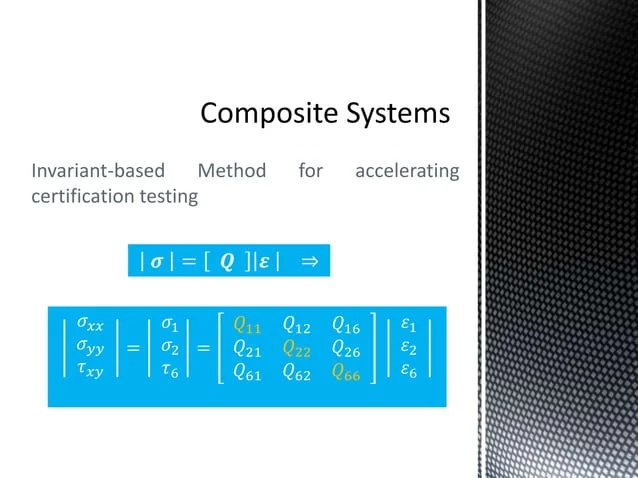 Composite Systems
Invariant-based Method for accelerating
certification testing
| σ | = [ Q ]| ε | ⇒
| σxx | = | σ1 | = [ Q11 Q12 Q16 ] | ε1 |
| σyy | = | σ2 | = [ Q21 Q22 Q26 ] | ε2 |
| τxy | = | τ6 | = [ Q61 Q62 Q66 ] | ε6 |